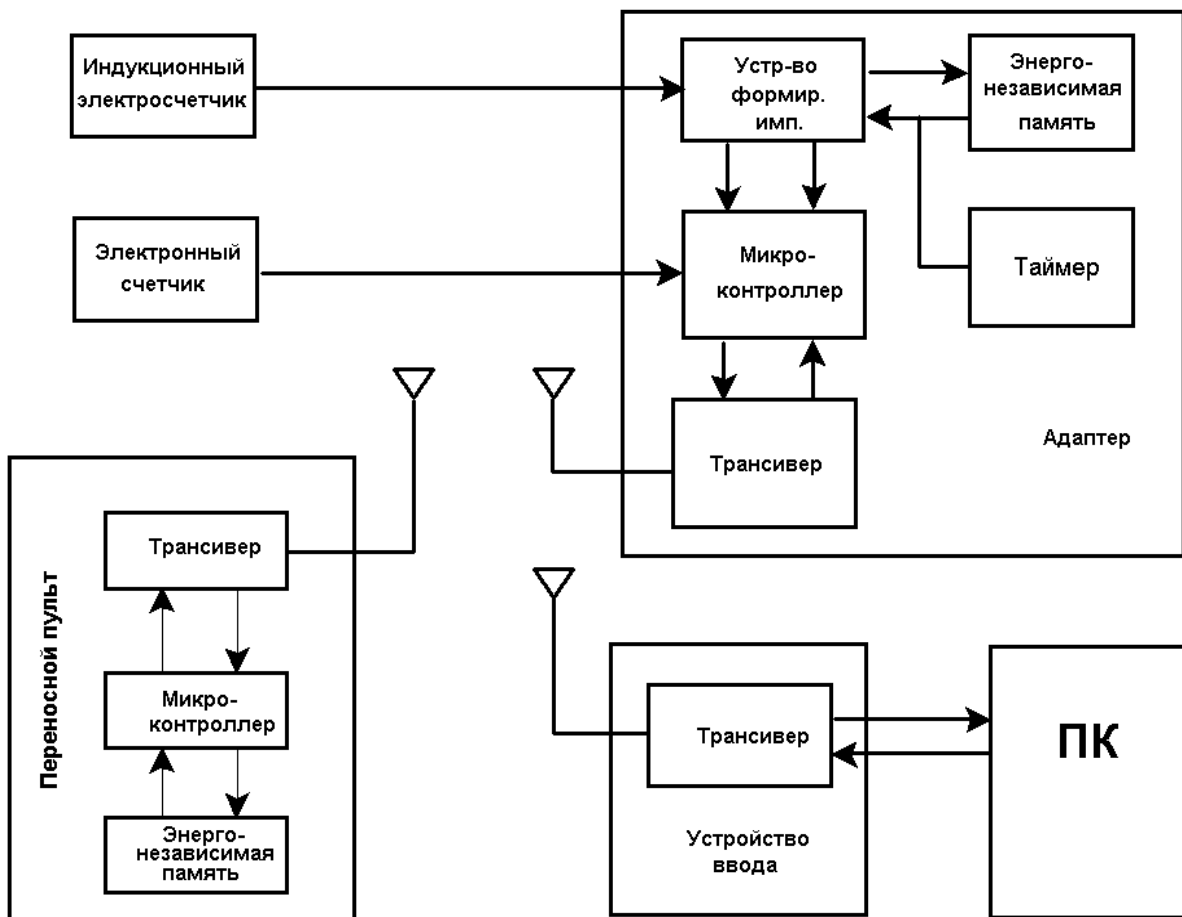 Индукционный
электросчетчик
Устр-во
формир.
имп.
Энерго-
независимая
память
Электронный
счетчик
Микро-
контроллер
Таймер
Трансивер
Адаптер
Переносной пульт
Трансивер
Микро-
контроллер
Энерго-
независимая
память
Трансивер
Устройство
ввода
ПК